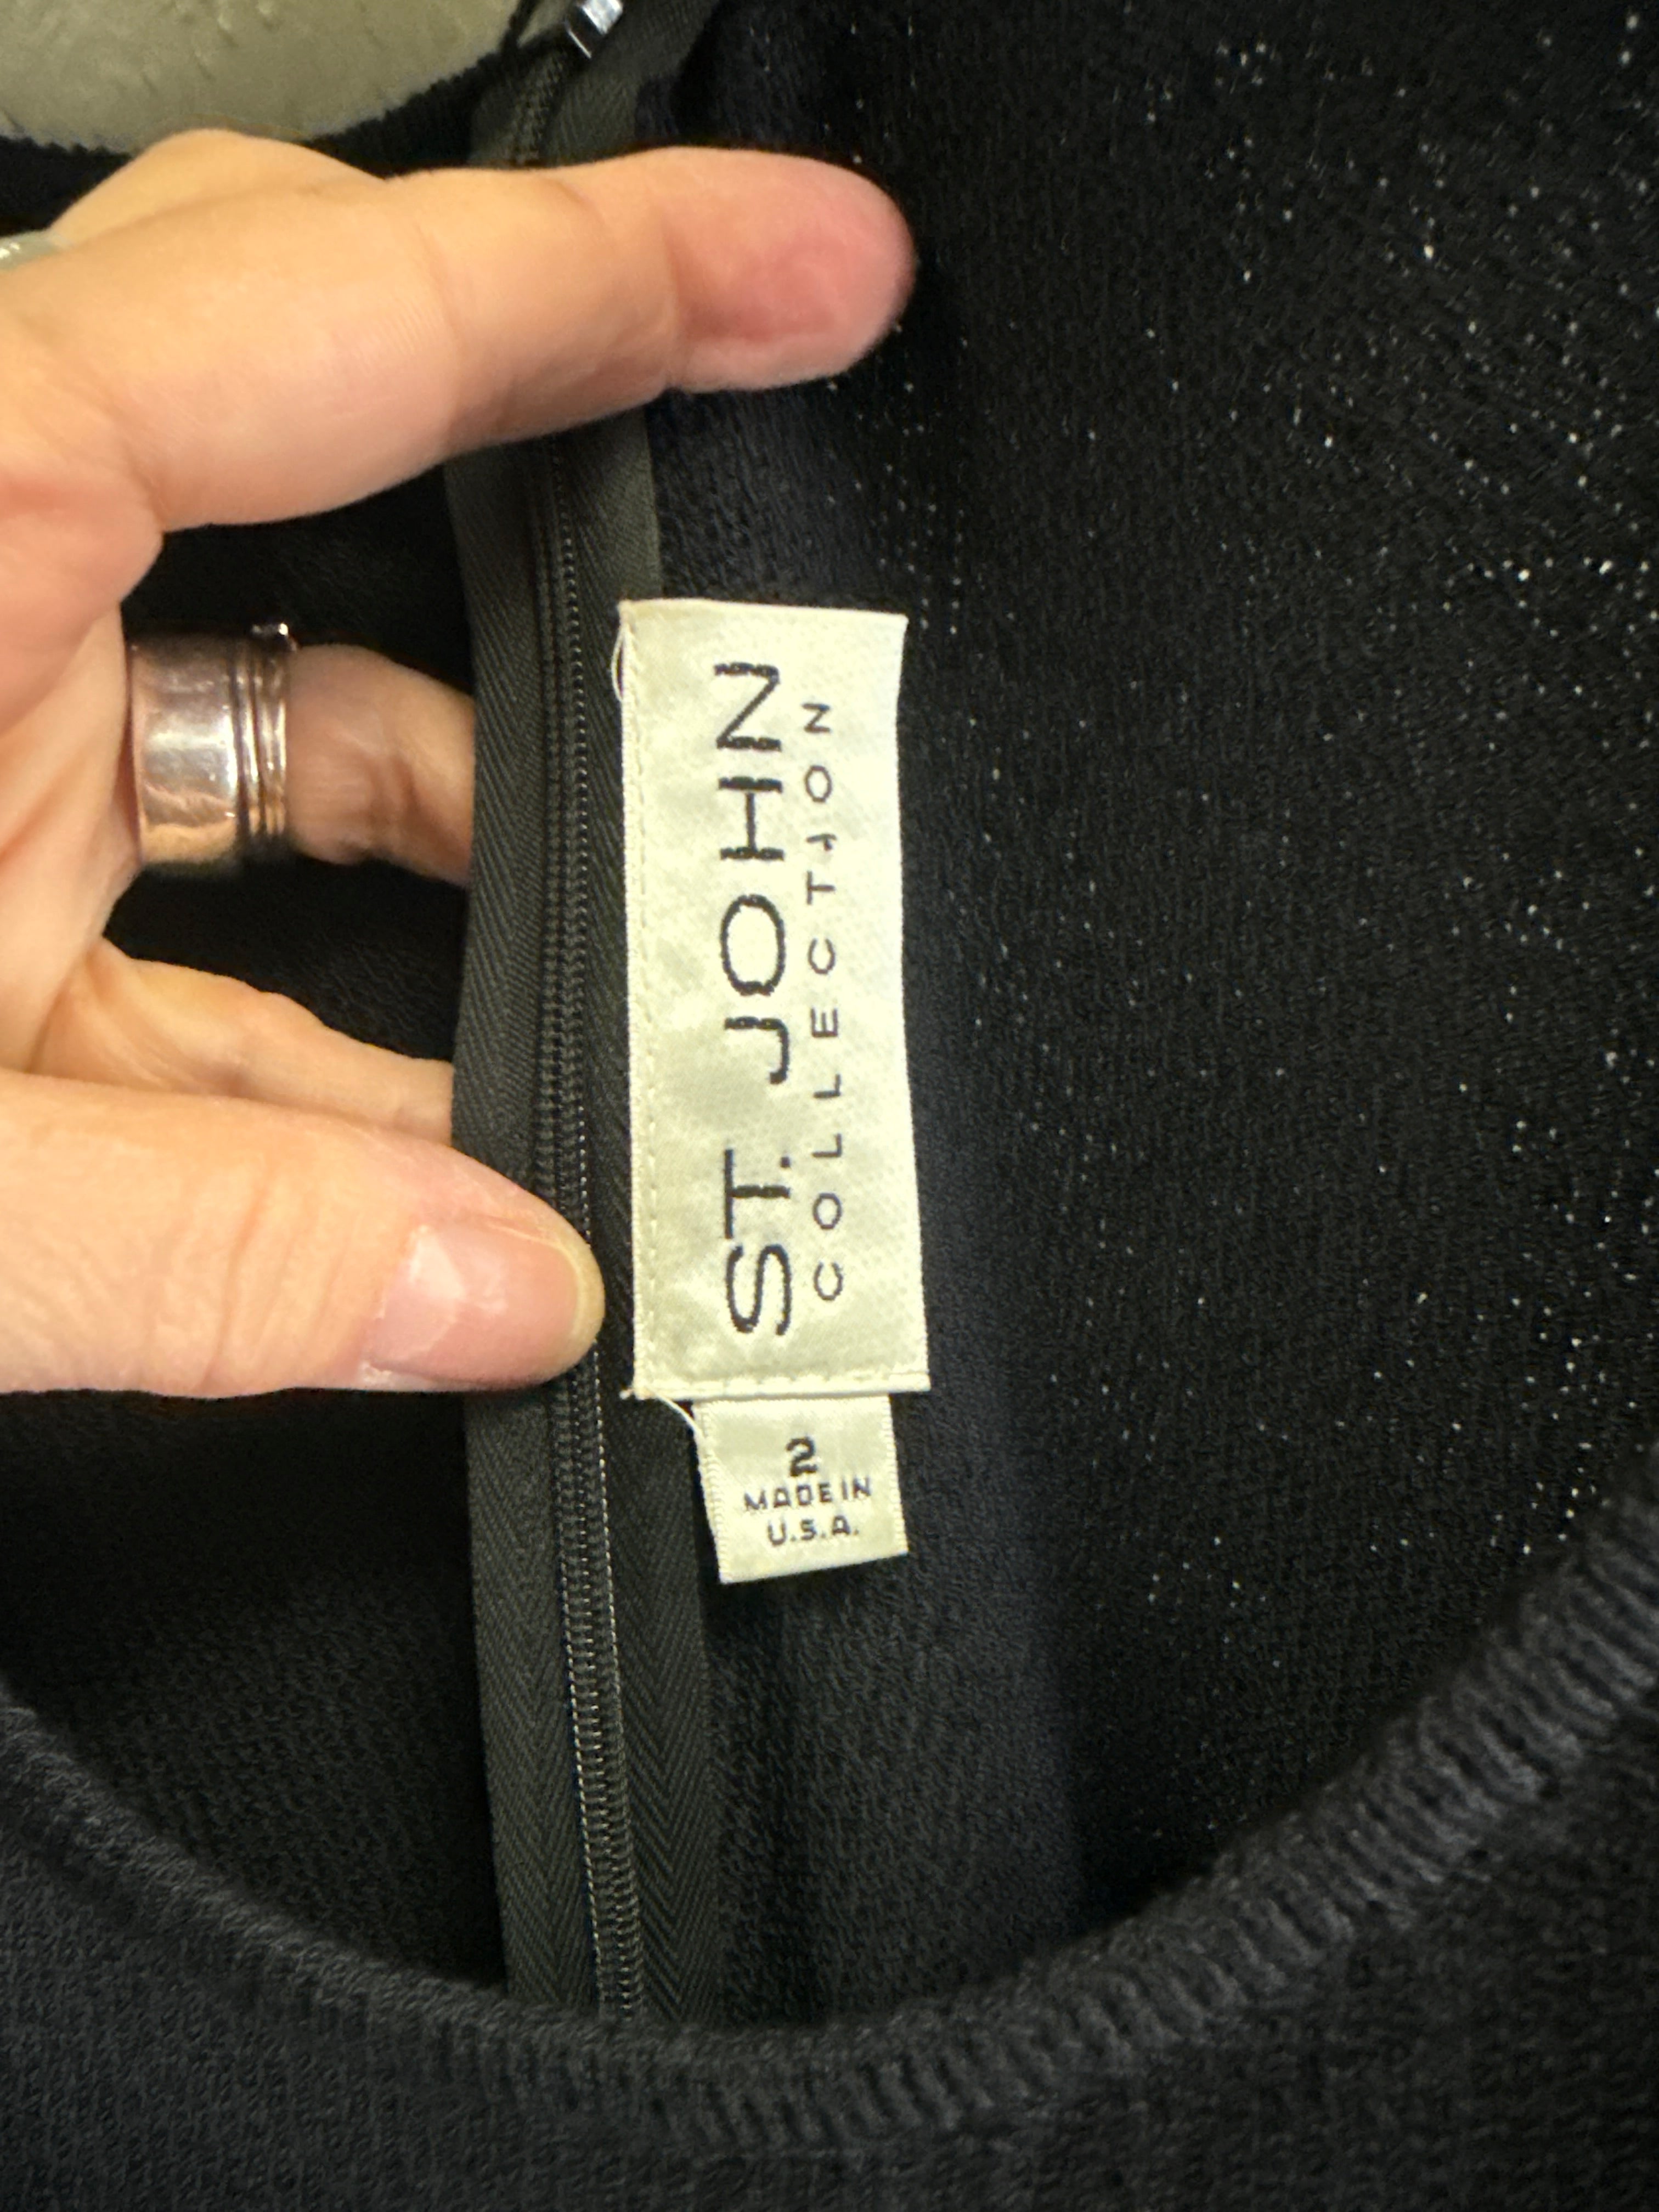 ST. JOHN
COLLECTION
2
MADE IN
U.S.A.